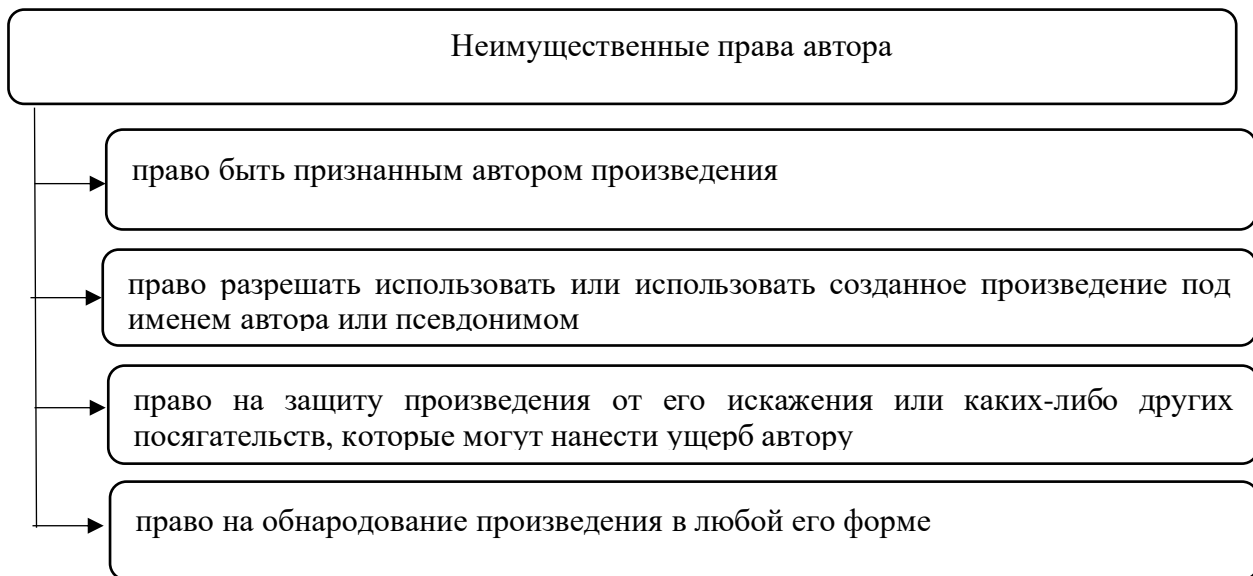 Неимущественные права автора
право быть признанным автором произведения
право разрешать использовать или использовать созданное произведение под
именем автора или псевдонимом
право на защиту произведения от его искажения или каких-либо других
посягательств, которые могут нанести ущерб автору
право на обнародование произведения в любой его форме